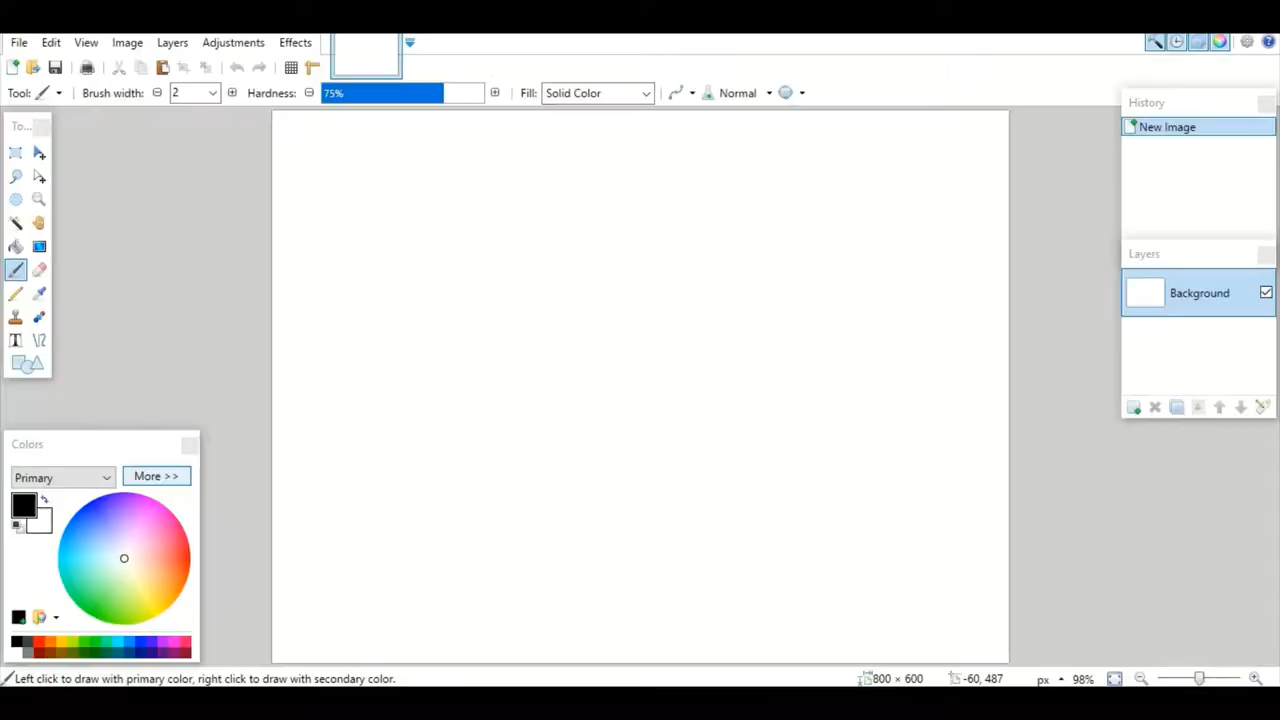 File Edit View Image Layers Adjustments Effects
Tool: Brush width: 2 Hardness: 75% Fill: Solid Color Normal
To...
History
New Image
Layers
Background
Colors
Primary More >>
Left click to draw with primary color, right click to draw with secondary color. 800 × 600 -60, 487 px 98%